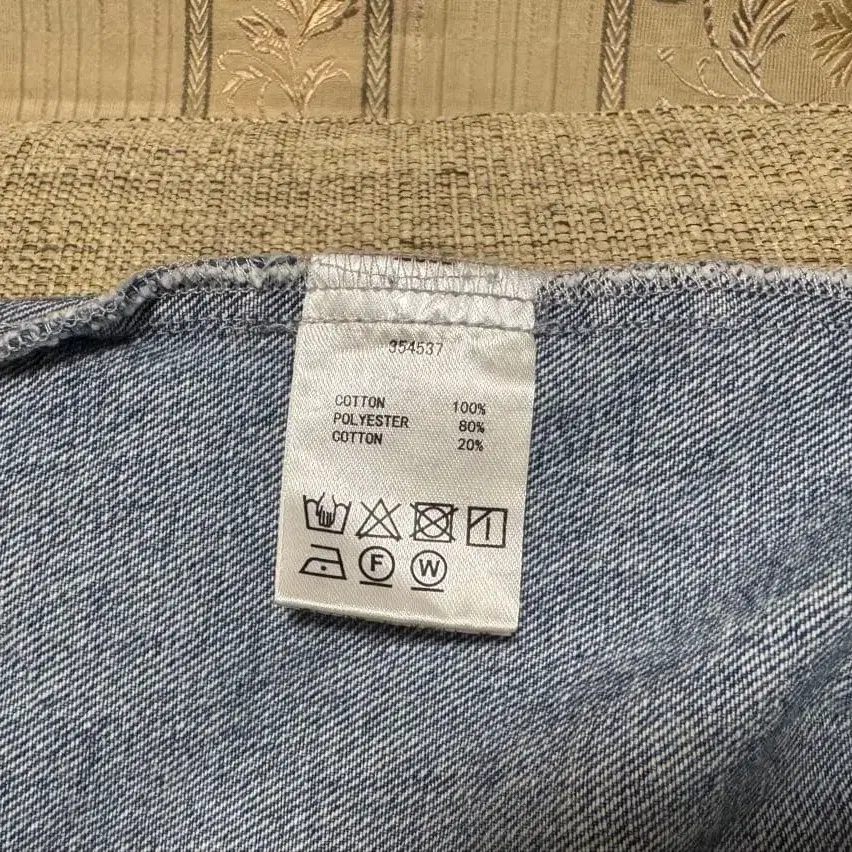 354537
COTTON 100%
POLYESTER 80%
COTTON 20%
F W